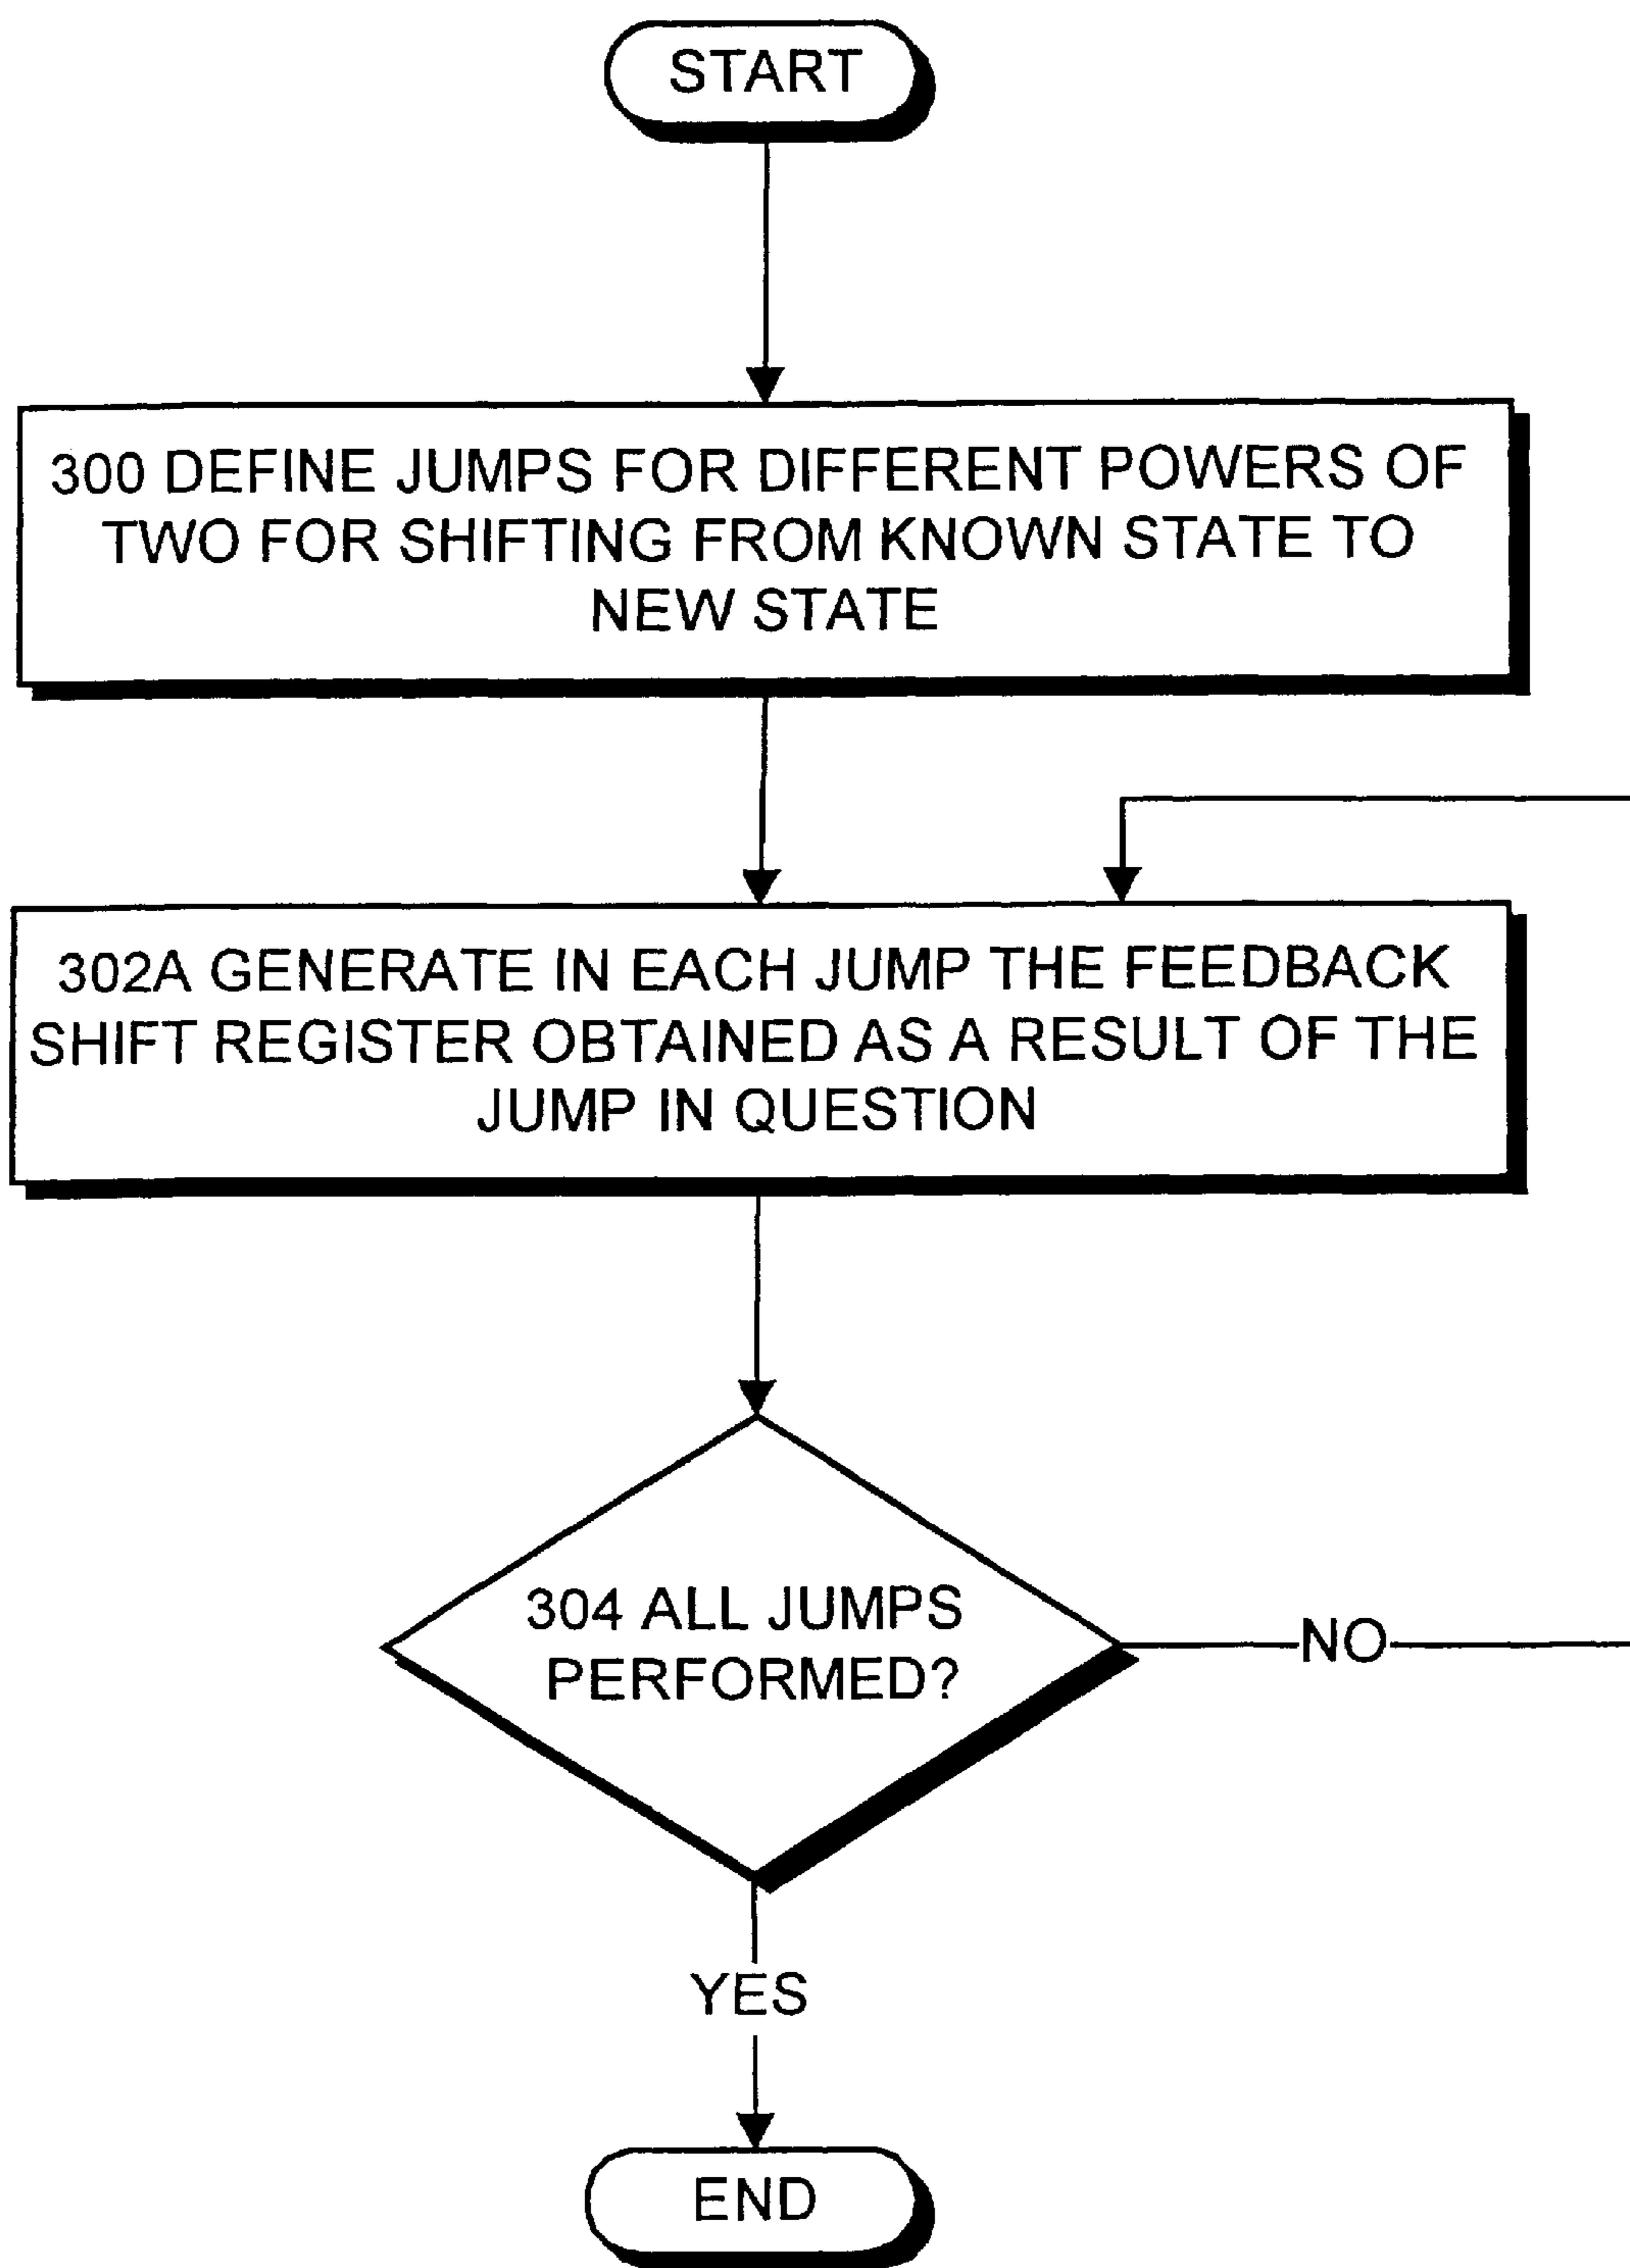 START
300 DEFINE JUMPS FOR DIFFERENT POWERS OF
TWO FOR SHIFTING FROM KNOWN STATE TO
NEW STATE
302A GENERATE IN EACH JUMP THE FEEDBACK
SHIFT REGISTER OBTAINED AS A RESULT OF THE
JUMP IN QUESTION
304 ALL JUMPS
PERFORMED?
NO
YES
END